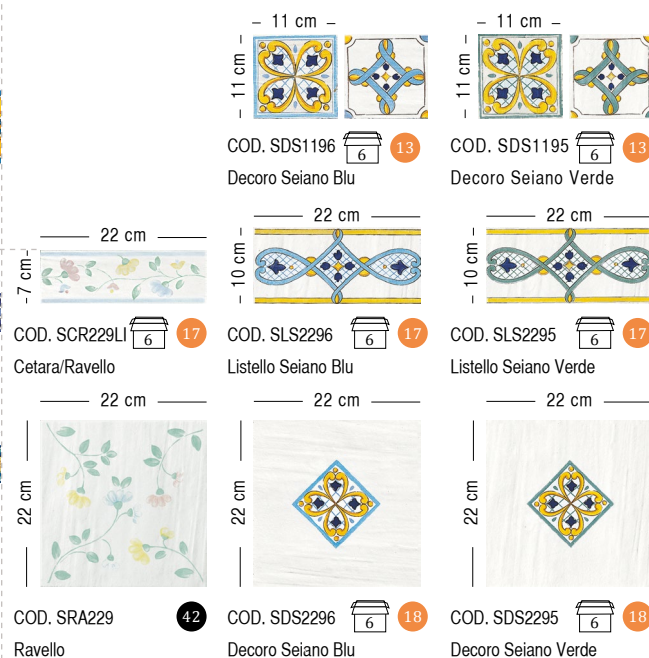 11 cm
11 cm
11 cm
11 cm
COD. SDS1196 6 13
Decoro Seiano Blu
COD. SDS1195 6 13
Decoro Seiano Verde
22 cm
7 cm
COD. SCR229LI 6 17
Cetara/Ravello
22 cm
10 cm
COD. SLS2296 6 17
Listello Seiano Blu
22 cm
10 cm
COD. SLS2295 6 17
Listello Seiano Verde
22 cm
22 cm
COD. SRA229 42
Ravello
22 cm
22 cm
COD. SDS2296 6 18
Decoro Seiano Blu
22 cm
22 cm
COD. SDS2295 6 18
Decoro Seiano Verde